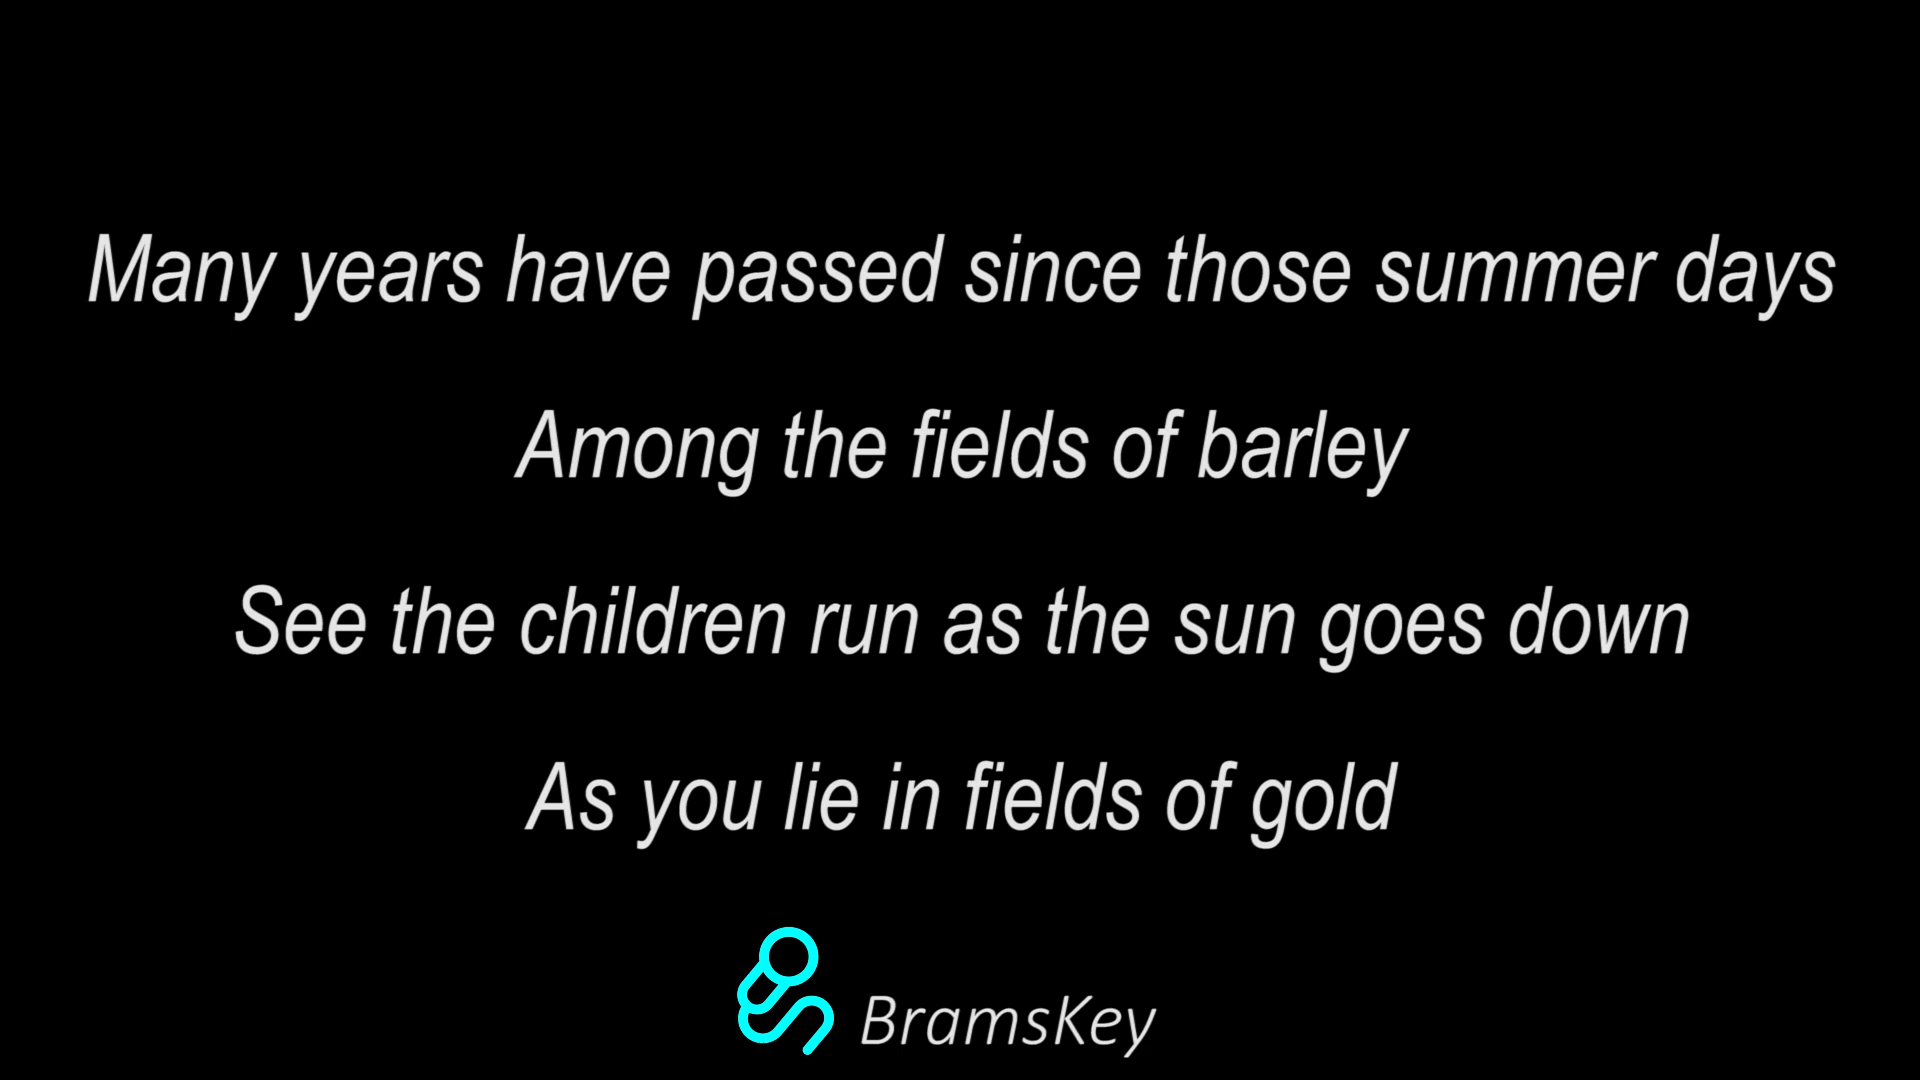 Many years have passed since those summer days
Among the fields of barley
See the children run as the sun goes down
As you lie in fields of gold
BramsKey